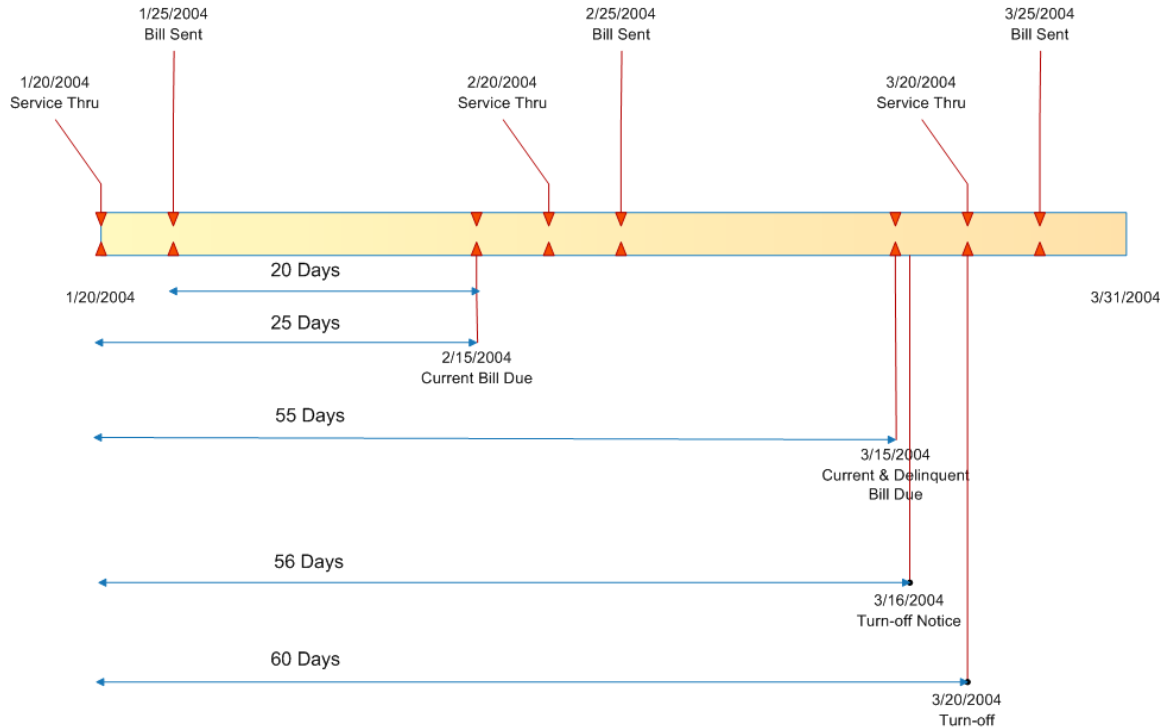 1/25/2004
Bill Sent
2/25/2004
Bill Sent
3/25/2004
Bill Sent
1/20/2004
Service Thru
2/20/2004
Service Thru
3/20/2004
Service Thru
20 Days
1/20/2004
3/31/2004
25 Days
2/15/2004
Current Bill Due
55 Days
3/15/2004
Current & Delinquent
Bill Due
56 Days
3/16/2004
Turn-off Notice
60 Days
3/20/2004
Turn-off